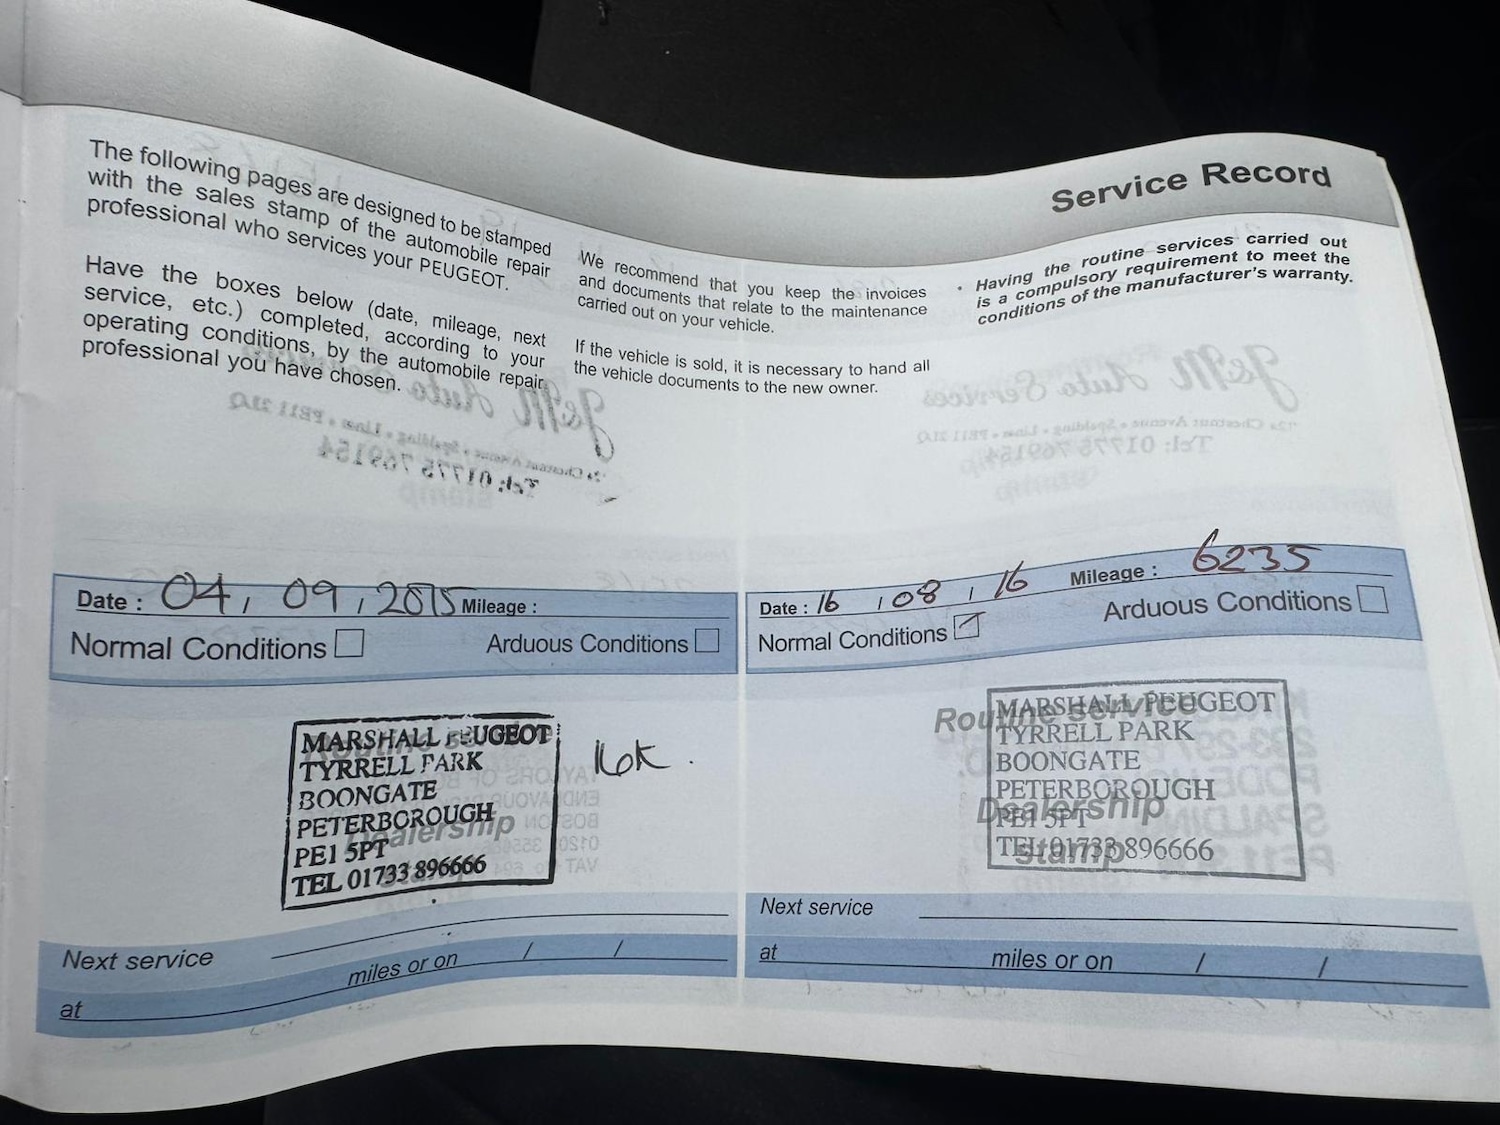 Service Record
The following pages are designed to be stamped
with the sales stamp of the automobile repair
professional who services your PEUGEOT.
Have the boxes below (date, mileage, next
service, etc.) completed, according to your
operating conditions, by the automobile repair
professional you have chosen.
We recommend that you keep the invoices
and documents that relate to the maintenance
carried out on your vehicle.
If the vehicle is sold, it is necessary to hand all
the vehicle documents to the new owner.
• Having the routine services carried out
is a compulsory requirement to meet the
conditions of the manufacturer's warranty.
Date : 04 / 09 / 2015 Mileage :
Normal Conditions Arduous Conditions
Routine service
Dealership
stamp
MARSHALL PEUGEOT
TYRRELL PARK
BOONGATE
PETERBOROUGH
PE1 5PT
TEL 01733 896666
16K.
Next service
at miles or on / /
Date : 16 / 08 / 16 Mileage : 6235
Normal Conditions Arduous Conditions
Routine service
Dealership
stamp
MARSHALL PEUGEOT
TYRRELL PARK
BOONGATE
PETERBOROUGH
PE1 5PT
TEL 01733 896666
Next service
at miles or on / /